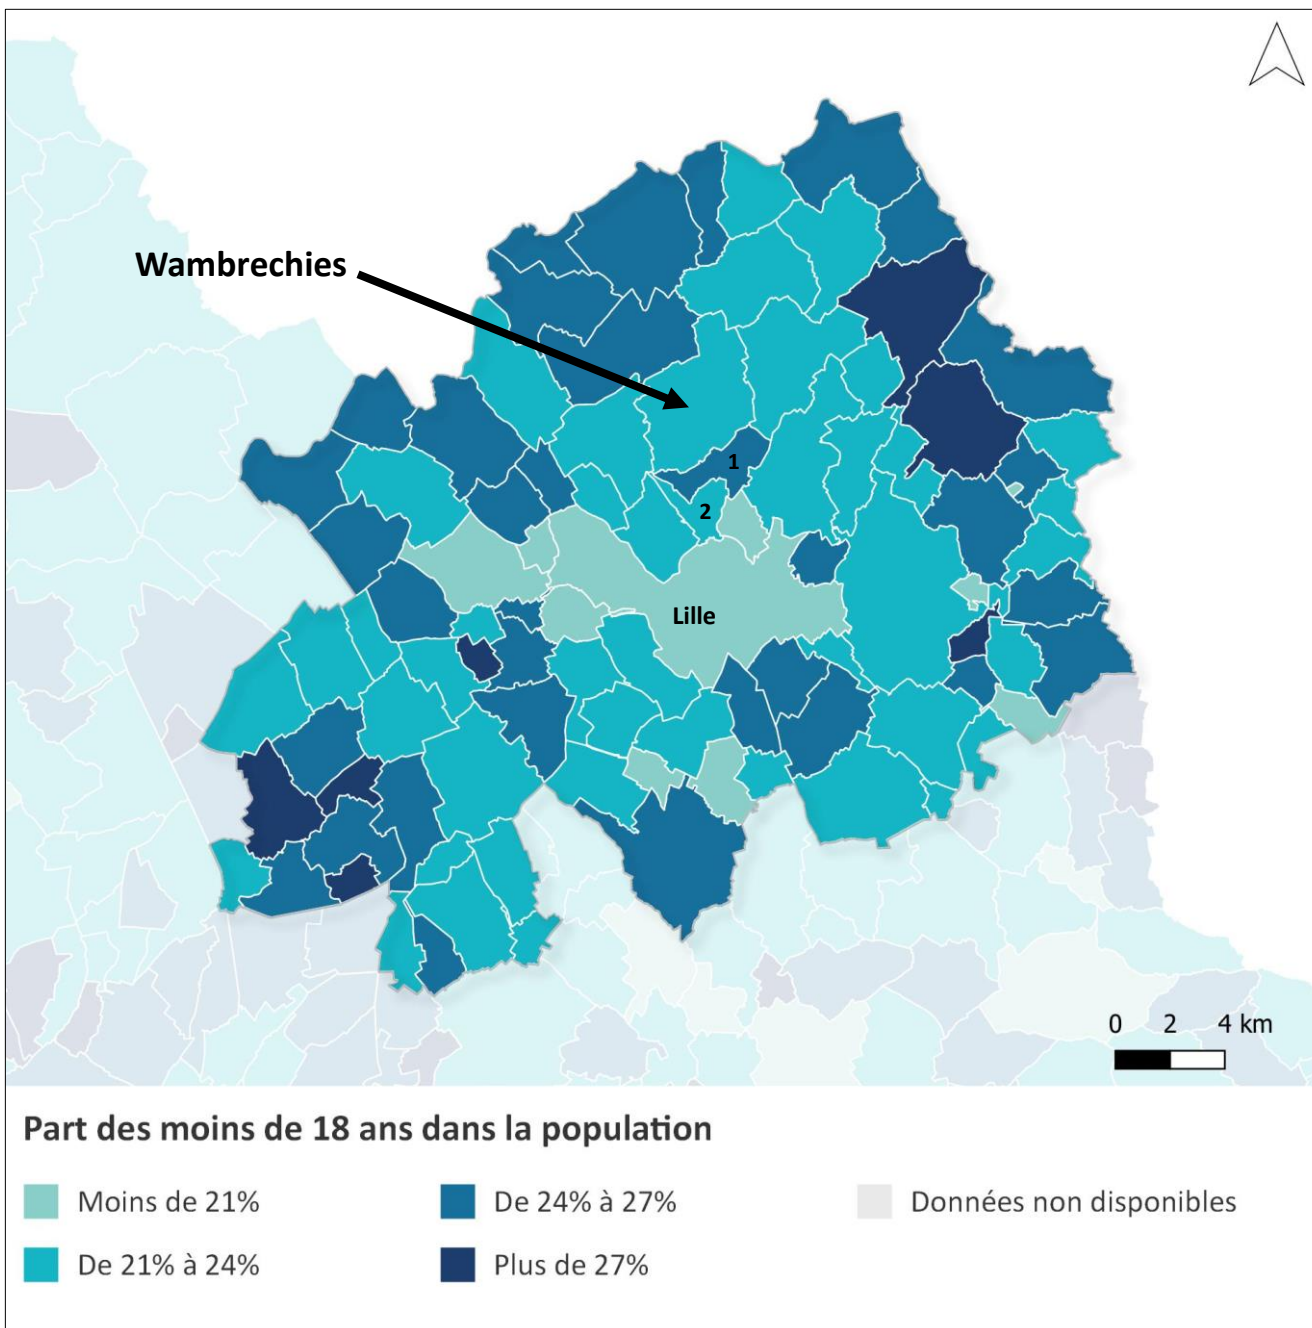 Wambrechies
1
2
Lille
0 2 4 km
Part des moins de 18 ans dans la population
Moins de 21%
De 24% à 27%
Données non disponibles
De 21% à 24%
Plus de 27%